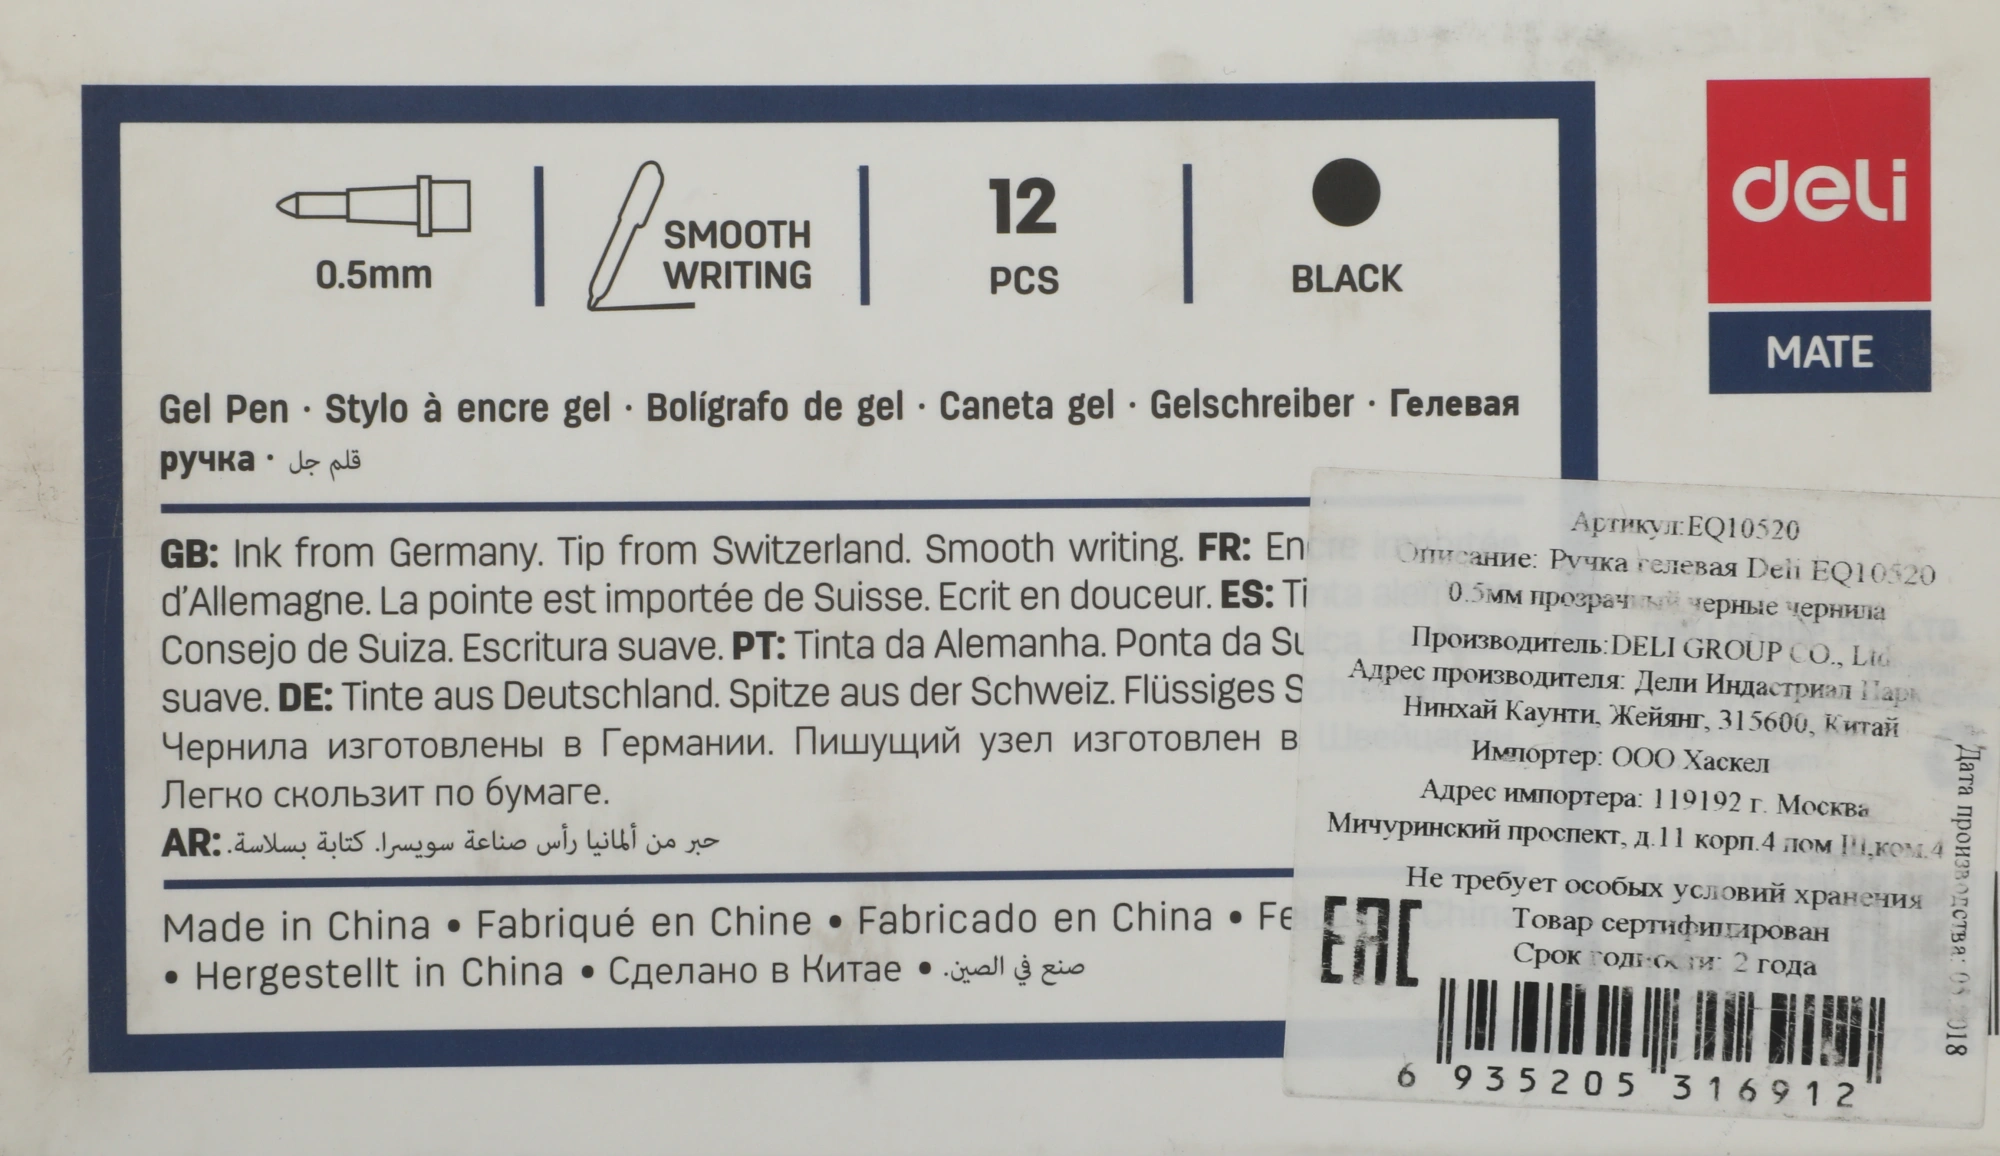 0.5mm
SMOOTH
WRITING
12
PCS
BLACK
deli
MATE
Gel Pen · Stylo à encre gel · Bolígrafo de gel · Caneta gel · Gelschreiber · Гелевая
ручка · قلم جل
GB: Ink from Germany. Tip from Switzerland. Smooth writing. FR: Encre importée
d'Allemagne. La pointe est importée de Suisse. Ecrit en douceur. ES: Tinta
Consejo de Suiza. Escritura suave. PT: Tinta da Alemanha. Ponta da
suave. DE: Tinte aus Deutschland. Spitze aus der Schweiz. Flüssiges
Чернила изготовлены в Германии. Пишущий узел изготовлен в Швейцарии.
Легко скользит по бумаге.
AR: حبر من ألمانيا رأس صناعة سويسرا. كتابة بسلاسة.
Made in China • Fabriqué en Chine • Fabricado en China •
• Hergestellt in China • Сделано в Китае • صنع في الصين.
Артикул:EQ10520
Описание: Ручка гелевая Deli EQ10520
0.5мм прозрачный черные чернила
Производитель:DELI GROUP CO., Ltd
Адрес производителя: Дели Индастриал Парк
Нинхай Каунти, Жейянг, 315600, Китай
Импортер: ООО Хаскел
Адрес импортера: 119192 г. Москва
Мичуринский проспект, д.11 корп.4 пом III,ком.4
Не требует особых условий хранения
Товар сертифицирован
Срок годности: 2 года
EAC
6 935205 316912
Дата производства: